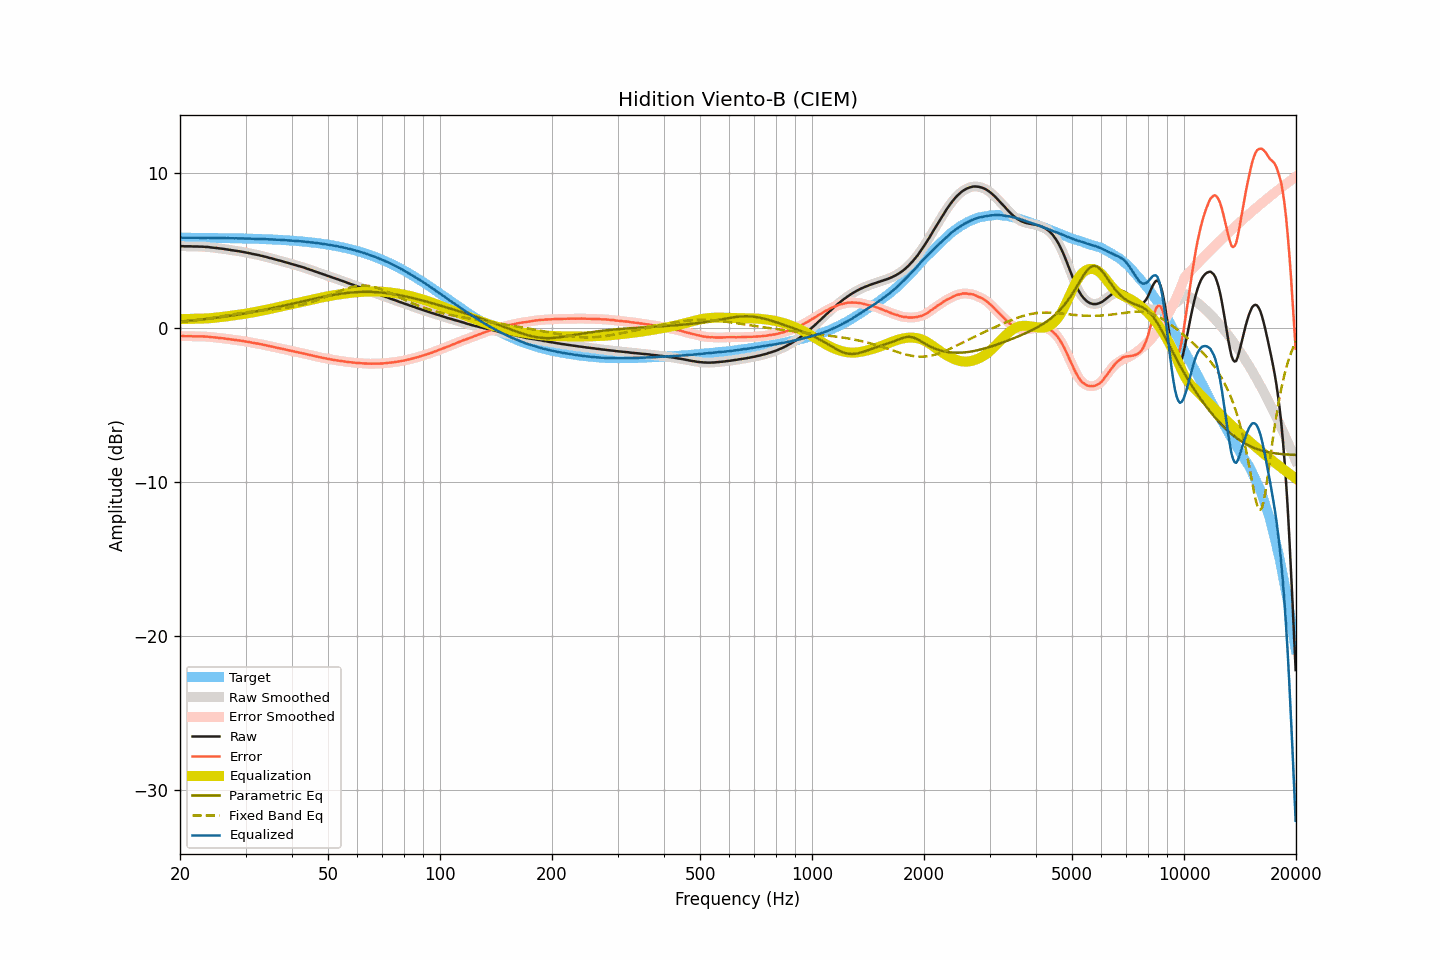 Hidition Viento-B (CIEM)
10
0
−10
−20
−30
Amplitude (dBr)
Target
Raw Smoothed
Error Smoothed
Raw
Error
Equalization
Parametric Eq
Fixed Band Eq
Equalized
20 50 100 200 500 1000 2000 5000 10000 20000
Frequency (Hz)